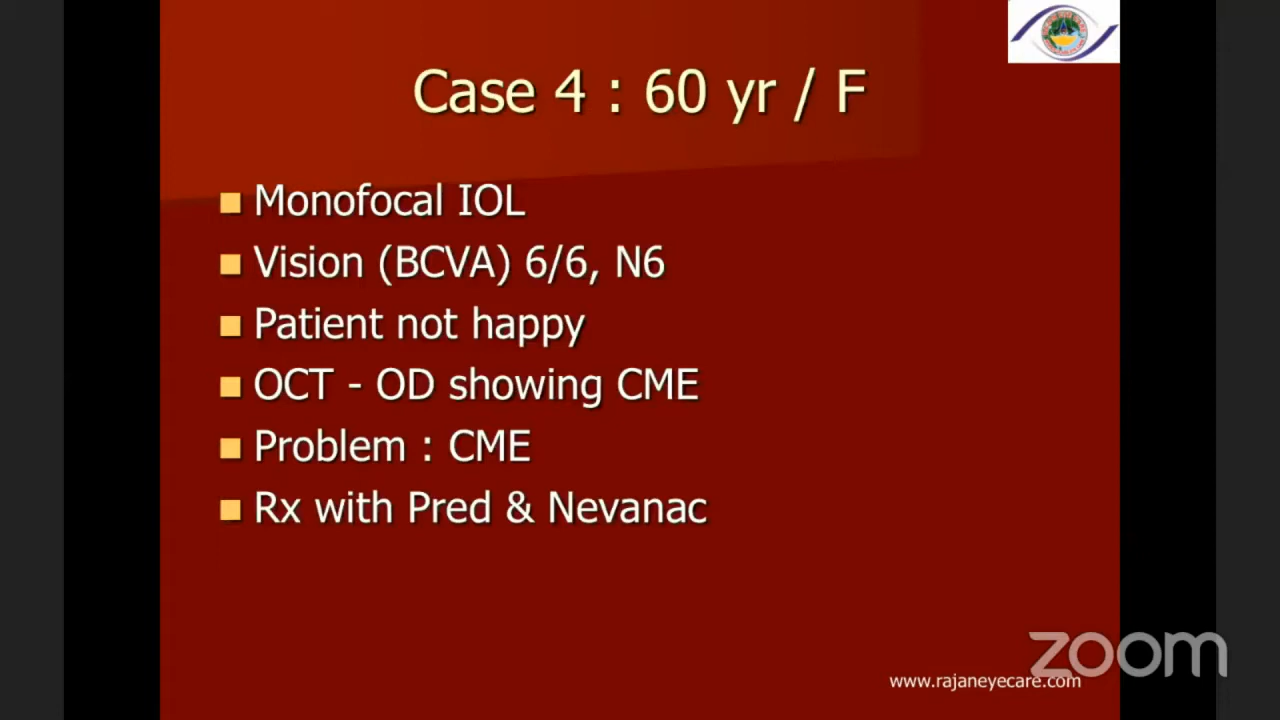 Case 4 : 60 yr / F
Monofocal IOL
Vision (BCVA) 6/6, N6
Patient not happy
OCT - OD showing CME
Problem : CME
Rx with Pred & Nevanac
zoom
www.rajaneyecare.com